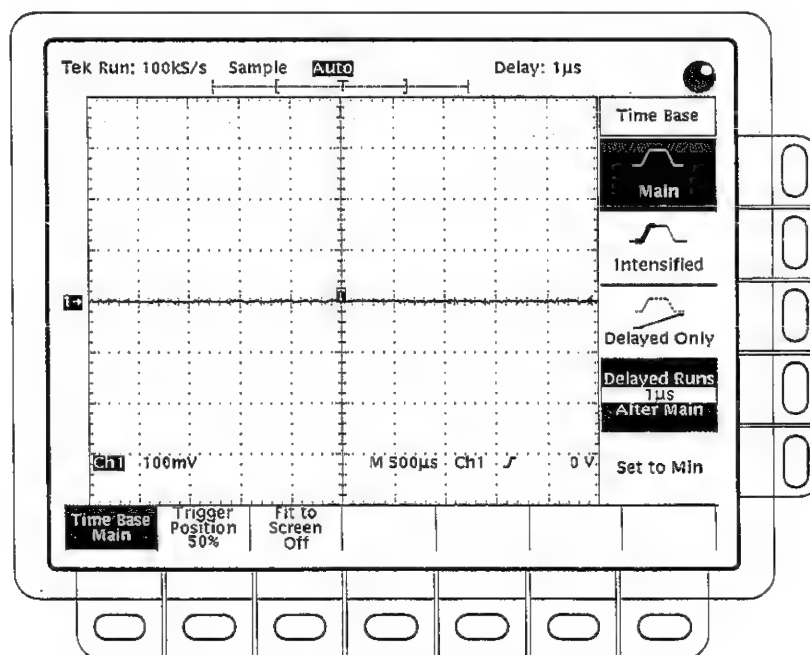 Tek Run: 100kS/s Sample Auto Delay: 1µs
T
Time Base
Main
Intensified
Delayed Only
Delayed Runs
1µs
After Main
Set to Min
1→
T
Ch1 100mV M 500µs Ch1 0 V
Time Base
Main
Trigger
Position
50%
Fit to
Screen
Off